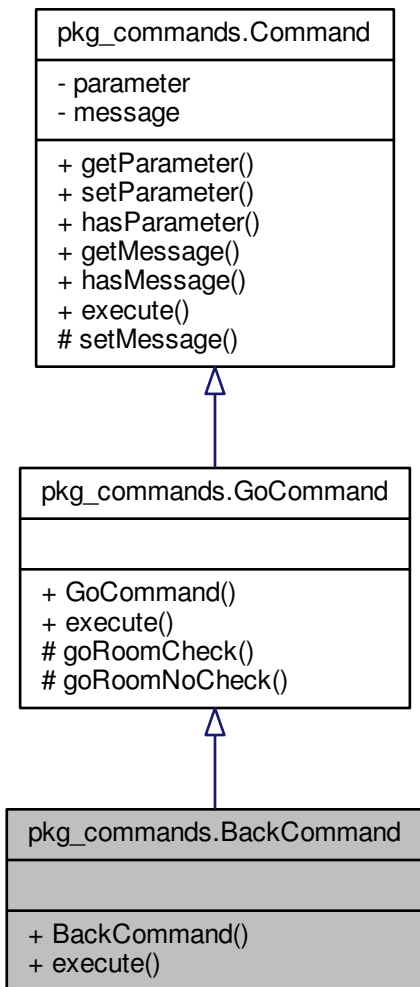 pkg_commands.Command
- parameter
- message
+ getParameter()
+ setParameter()
+ hasParameter()
+ getMessage()
+ hasMessage()
+ execute()
# setMessage()
pkg_commands.GoCommand
+ GoCommand()
+ execute()
# goRoomCheck()
# goRoomNoCheck()
pkg_commands.BackCommand
+ BackCommand()
+ execute()